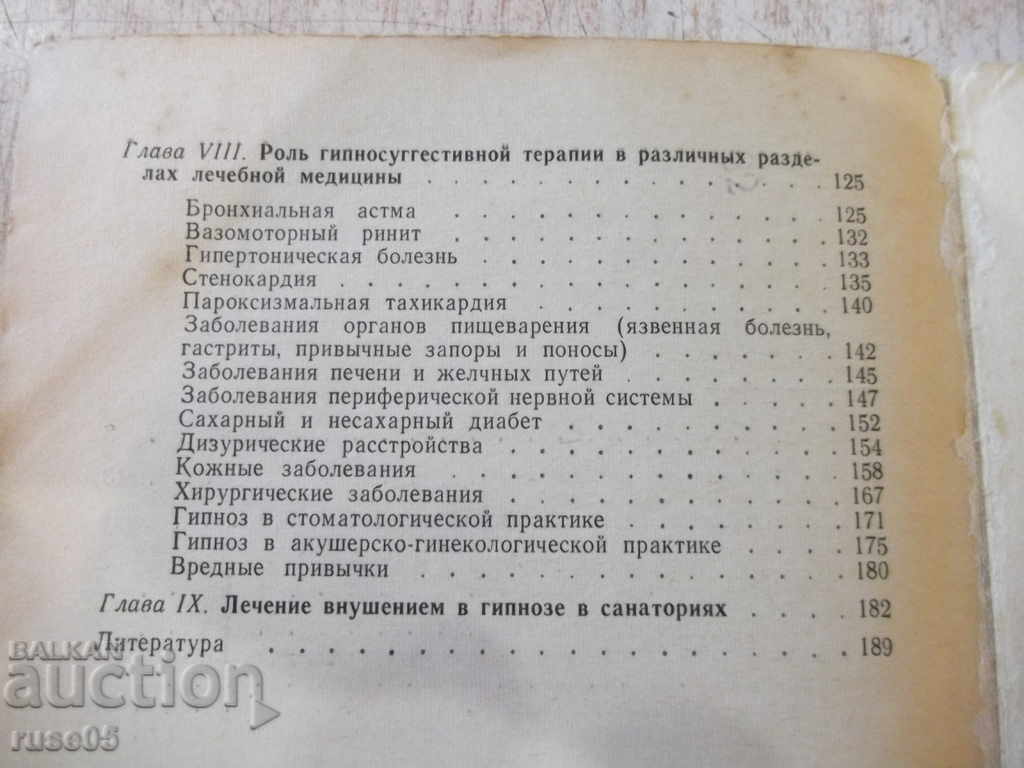 Глава VIII. Роль гипносуггестивной терапии в различных разде-
лах лечебной медицины . . . . . . . . . . . . . . 125
Бронхиальная астма . . . . . . . . . . . . . 125
Вазомоторный ринит . . . . . . . . . . . . . 132
Гипертоническая болезнь . . . . . . . . . . . . 133
Стенокардия . . . . . . . . . . . . . . . . 135
Пароксизмальная тахикардия . . . . . . . . . . 140
Заболевания органов пищеварения (язвенная болезнь,
гастриты, привычные запоры и поносы) . . . . . . . 142
Заболевания печени и желчных путей . . . . . . . . 145
Заболевания периферической нервной системы . . . . . 147
Сахарный и несахарный диабет . . . . . . . . . . 152
Дизурические расстройства . . . . . . . . . . . . 154
Кожные заболевания . . . . . . . . . . . . . 158
Хирургические заболевания . . . . . . . . . . . . 167
Гипноз в стоматологической практике . . . . . . . . 171
Гипноз в акушерско-гинекологической практике . . . . 175
Вредные привычки . . . . . . . . . . . . . . 180
Глава IX. Лечение внушением в гипнозе в санаториях . . . . 182
Литература . . . . . . . . . . . . . . . . . . . 189
BALKAN
auction
ruse05